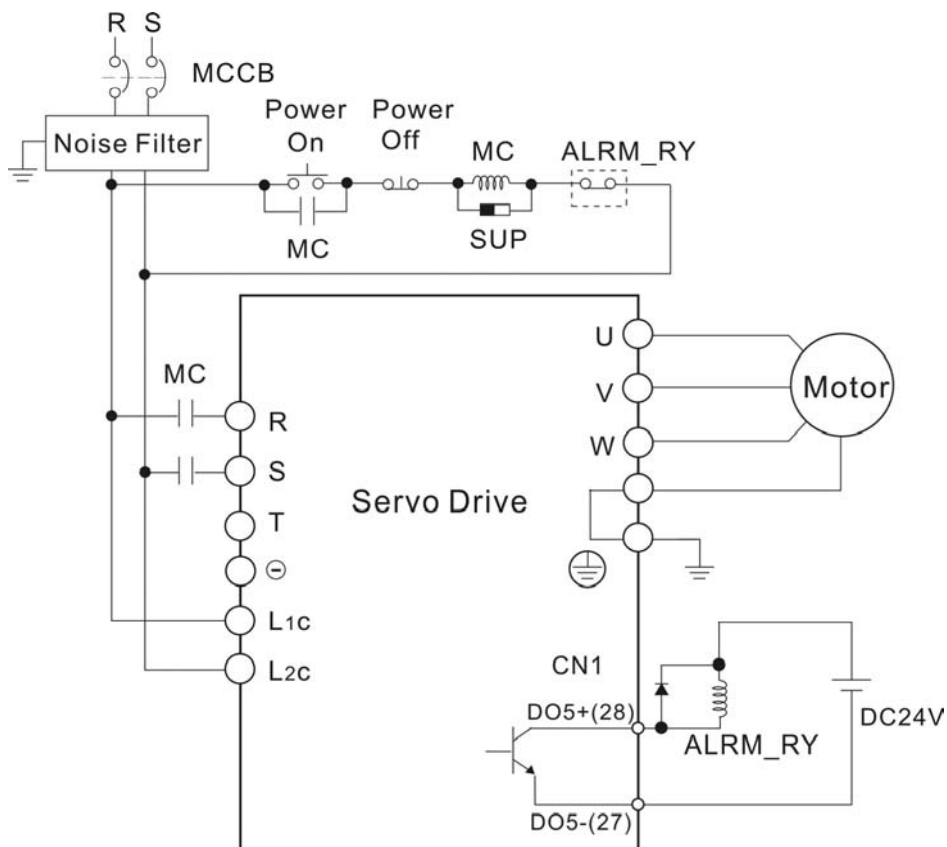 R S
MCCB
Noise Filter
Power
On
Power
Off
MC
ALRM_RY
MC
SUP
MC
R
S
T
⊖
L1c
L2c
Servo Drive
U
V
W
Motor
CN1
DO5+(28)
DO5-(27)
ALRM_RY
DC24V